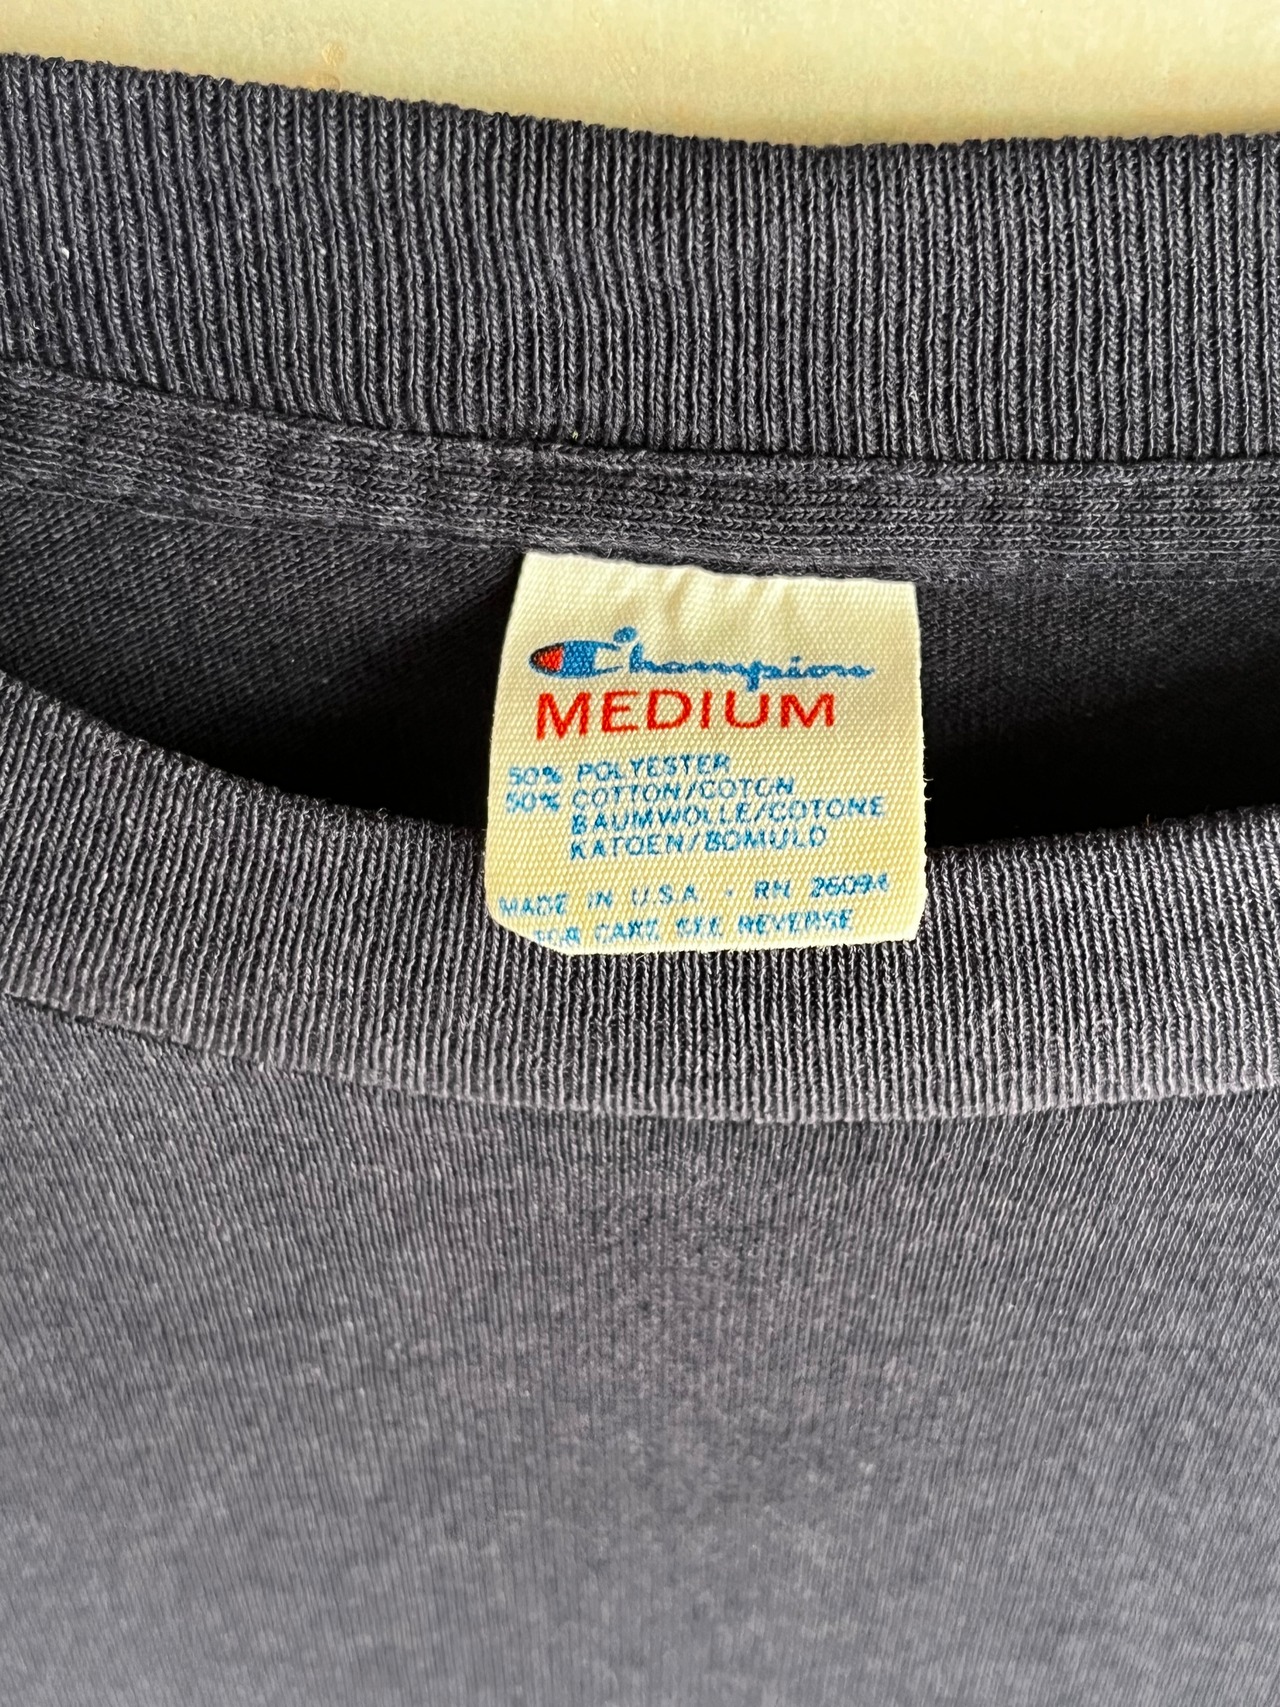 Champion
MEDIUM
50% POLYESTER
50% COTTON/COTON
BAUMWOLLE/COTONE
KATOEN/BOMULD
MADE IN U.S.A. · RN 26094
FOR CARE SEE REVERSE